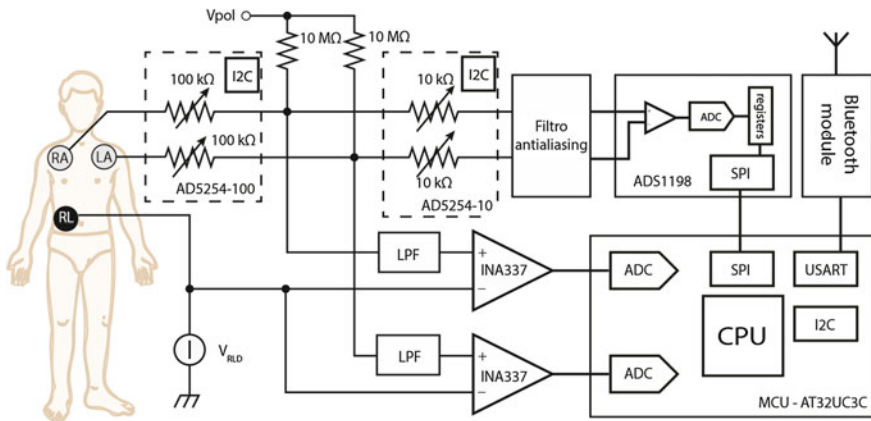 Vpol
10 MΩ
10 MΩ
100 kΩ
I2C
100 kΩ
AD5254-100
10 kΩ
I2C
10 kΩ
AD5254-10
Filtro
antialiasing
ADC
registers
SPI
ADS1198
Bluetooth
module
RA
LA
RL
V RLD
LPF
+
−
INA337
LPF
+
−
INA337
ADC
ADC
SPI
USART
CPU
I2C
MCU - AT32UC3C